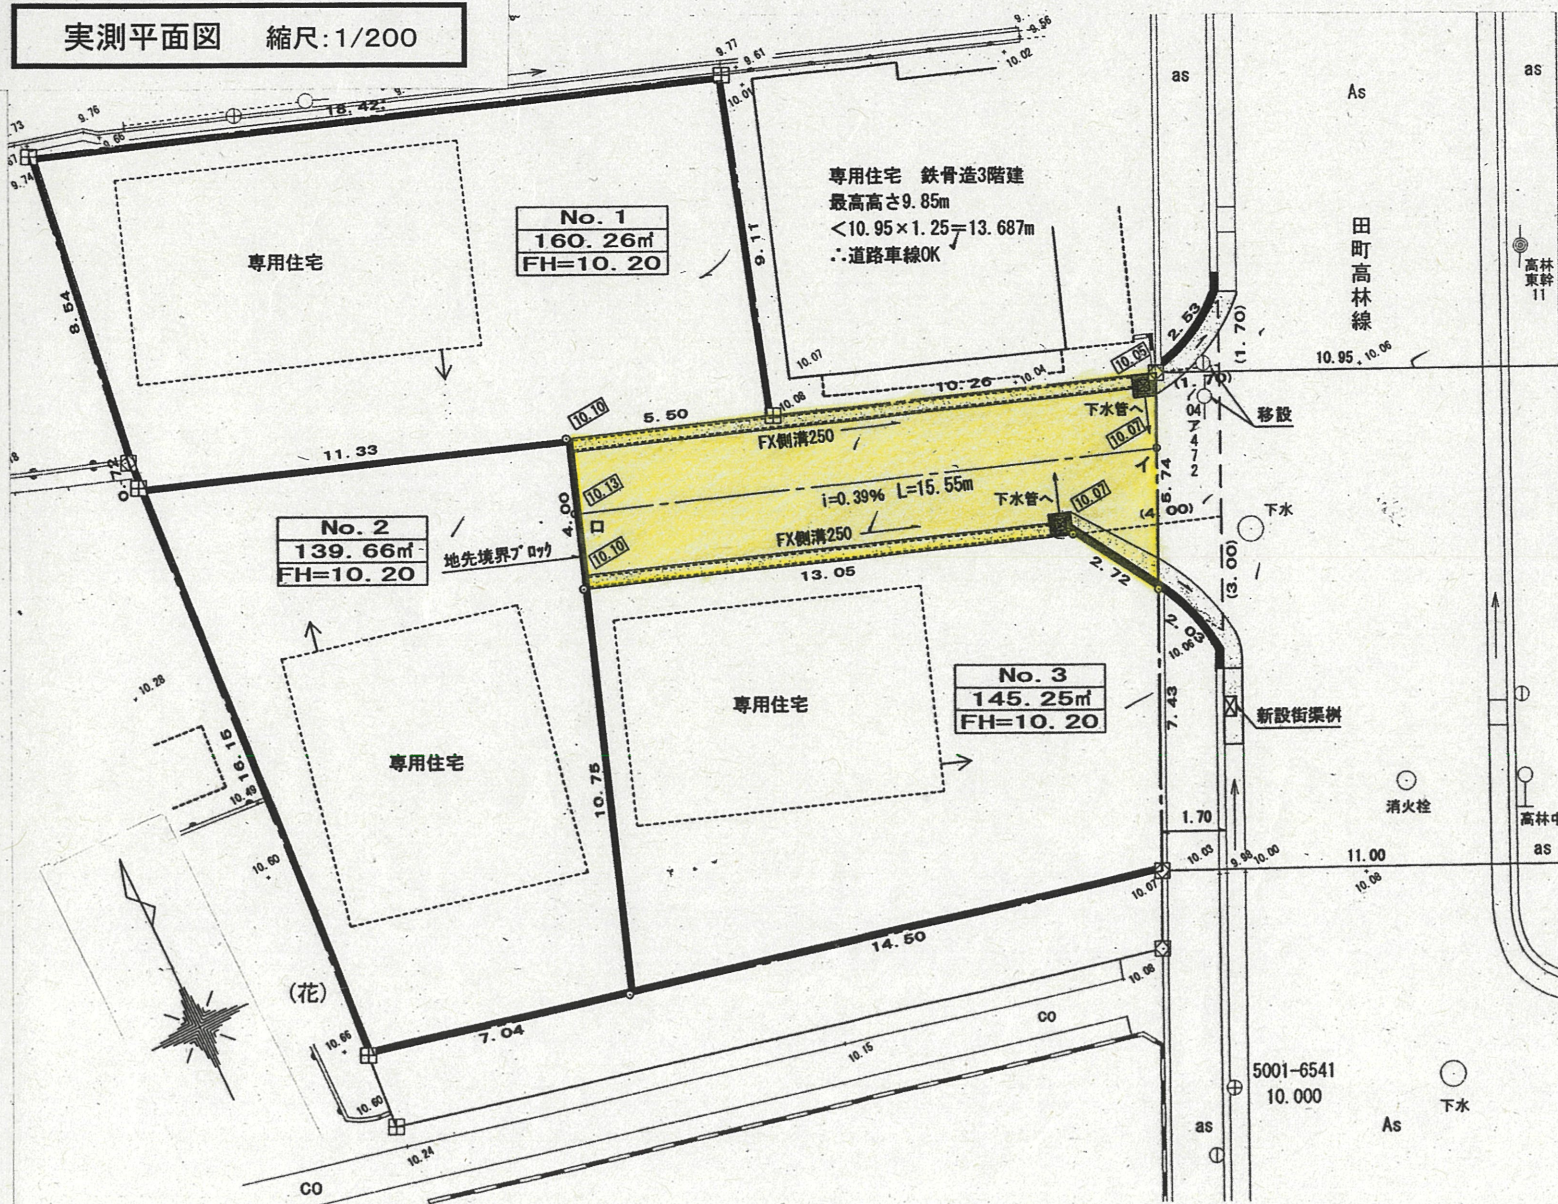 実測平面図 縮尺:1/200
9.77
9.61
9.56
10.02
10.01
as
As
as
9.76
9.66
9.74
18.42
専用住宅 鉄骨造3階建
最高高さ9.85m
<10.95×1.25=13.687m
∴道路車線OK
No. 1
160.26㎡
FH=10.20
専用住宅
9.11
8.54
田町高林線
高林
東幹
11
2.53
(1.70)
10.95
10.06
10.07
10.05
10.04
10.26
(1.70)
移設
10.08
5.50
10.10
下水管へ
10.07
04ア472
FX側溝250
11.33
10.13
イ
i=0.39% L=15.55m
下水管へ
10.07
5.74
(4.00)
下水
4.00
ロ
FX側溝250
10.10
13.05
2.72
(3.00)
No. 2
139.66㎡
FH=10.20
地先境界ブロック
2.03
10.06
No. 3
145.25㎡
FH=10.20
専用住宅
7.43
新設街渠桝
10.28
16.15
専用住宅
10.75
10.49
消火栓
高林中
1.70
as
10.03
9.98
10.00
11.00
10.08
10.07
10.60
14.50
(花)
7.04
10.08
CO
10.66
10.15
10.60
10.24
CO
5001-6541
10.000
下水
as
As